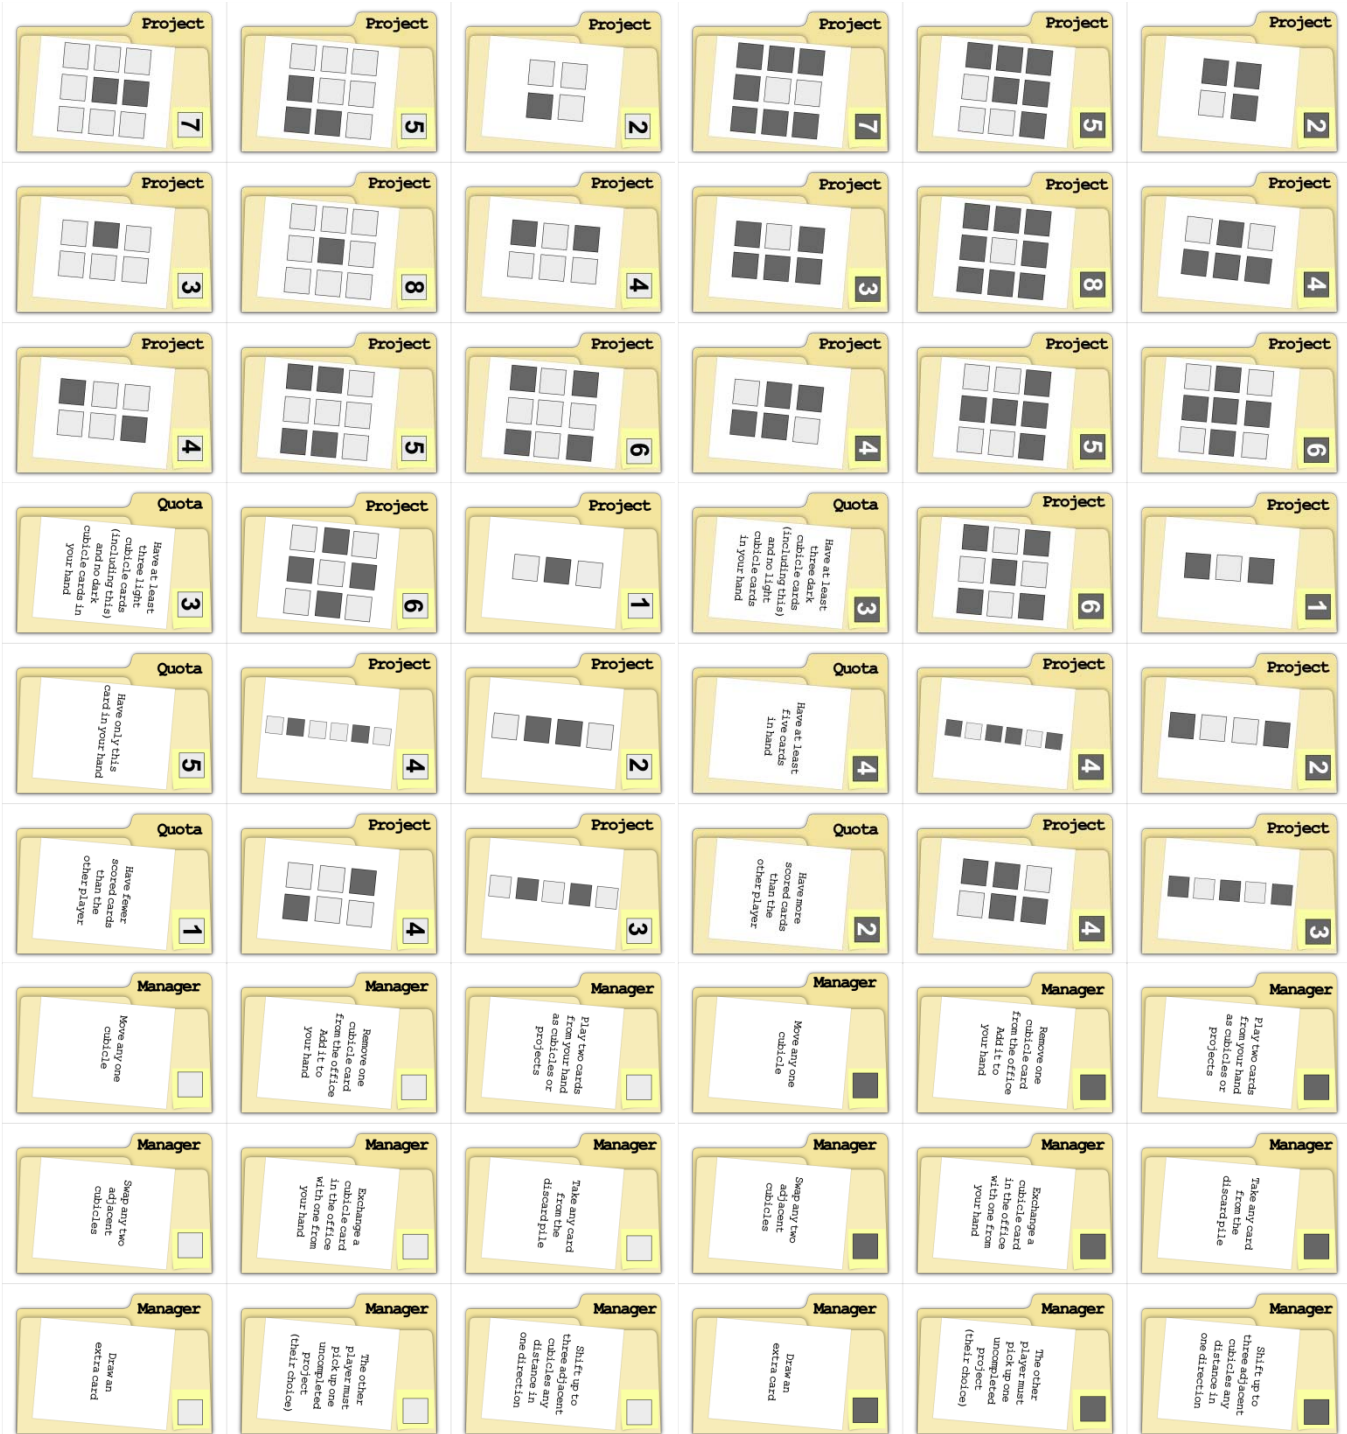 Project
7
Project
5
Project
2
Project
7
Project
5
Project
2
Project
3
Project
8
Project
4
Project
3
Project
8
Project
4
Project
4
Project
5
Project
6
Project
4
Project
5
Project
6
Quota
Have at least
three light
cubicle cards
(including this)
and no dark
cubicle cards in
your hand
3
Project
6
Project
1
Quota
Have at least
three dark
cubicle cards
(including this)
and no light
cubicle cards
in your hand
3
Project
6
Project
1
Quota
Have only this
card in your hand
5
Project
4
Project
2
Quota
Have at least
five cards
in hand
4
Project
4
Project
2
Quota
Have fewer
scored cards
than the
other player
1
Project
4
Project
3
Quota
Have more
scored cards
than the
other player
2
Project
4
Project
3
Manager
Move any one
cubicle
Manager
Remove one
cubicle card
from the office
Add it to
your hand
Manager
Play two cards
from your hand
as cubicles or
projects
Manager
Move any one
cubicle
Manager
Remove one
cubicle card
from the office
Add it to
your hand
Manager
Play two cards
from your hand
as cubicles or
projects
Manager
Swap any two
adjacent
cubicles
Manager
Exchange a
cubicle card
in the office
with one from
your hand
Manager
Take any card
from the
discard pile
Manager
Swap any two
adjacent
cubicles
Manager
Exchange a
cubicle card
in the office
with one from
your hand
Manager
Take any card
from the
discard pile
Manager
Draw an
extra card
Manager
The other
player must
pick up one
uncompleted
project
(their choice)
Manager
Shift up to
three adjacent
cubicles any
distance in
one direction
Manager
Draw an
extra card
Manager
The other
player must
pick up one
uncompleted
project
(their choice)
Manager
Shift up to
three adjacent
cubicles any
distance in
one direction